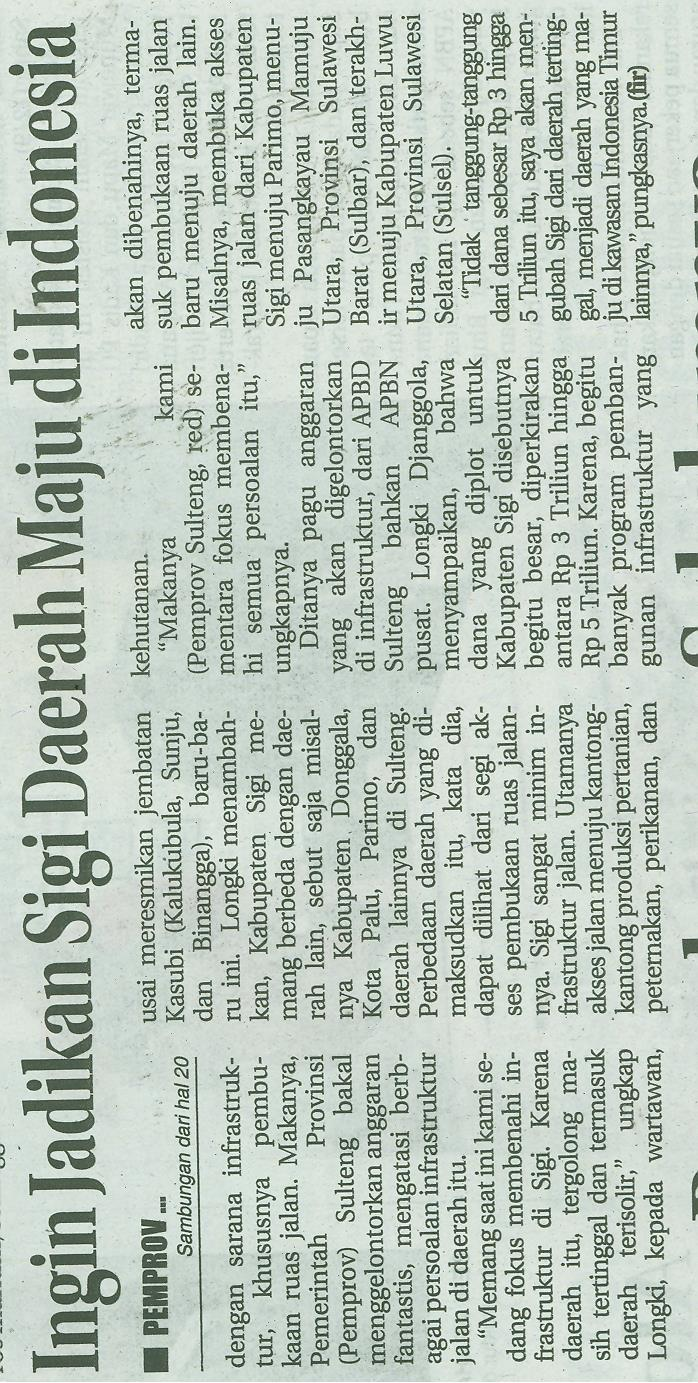 Ingin Jadikan Sigi Daerah Maju di Indonesia
■ PEMPROV ...
Sambungan dari hal 20
dengan sarana infrastruk-
tur, khususnya pembu-
kaan ruas jalan. Makanya,
Pemerintah Provinsi
(Pemprov) Sulteng bakal
menggelontorkan anggaran
fantastis, mengatasi berb-
agai persoalan infrastruktur
jalan di daerah itu.
"Memang saat ini kami se-
dang fokus membenahi in-
frastruktur di Sigi. Karena
daerah itu, tergolong ma-
sih tertinggal dan termasuk
daerah terisolir," ungkap
Longki, kepada wartawan,
usai meresmikan jembatan
Kasubi (Kalukubula, Sunju,
dan Binangga), baru-ba-
ru ini. Longki menambah-
kan, Kabupaten Sigi me-
mang berbeda dengan dae-
rah lain, sebut saja misal-
nya Kabupaten Donggala,
Kota Palu, Parimo, dan
daerah lainnya di Sulteng.
Perbedaan daerah yang di-
maksudkan itu, kata dia,
dapat dilihat dari segi ak-
ses pembukaan ruas jalan-
nya. Sigi sangat minim in-
frastruktur jalan. Utamanya
akses jalan menuju kantong-
kantong produksi pertanian,
peternakan, perikanan, dan
kehutanan.
"Makanya kami
(Pemprov Sulteng, red) se-
mentara fokus membena-
hi semua persoalan itu,"
ungkapnya.
Ditanya pagu anggaran
yang akan digelontorkan
di infrastruktur, dari APBD
Sulteng bahkan APBN
pusat. Longki Djanggola,
menyampaikan, bahwa
dana yang diplot untuk
Kabupaten Sigi disebutnya
begitu besar, diperkirakan
antara Rp 3 Triliun hingga
Rp 5 Triliun. Karena, begitu
banyak program pemban-
gunan infrastruktur yang
akan dibenahinya, terma-
suk pembukaan ruas jalan
baru menuju daerah lain.
Misalnya, membuka akses
ruas jalan dari Kabupaten
Sigi menuju Parimo, menu-
ju Pasangkayau Mamuju
Utara, Provinsi Sulawesi
Barat (Sulbar), dan terakh-
ir menuju Kabupaten Luwu
Utara, Provinsi Sulawesi
Selatan (Sulsel).
"Tidak tanggung-tanggung
dari dana sebesar Rp 3 hingga
5 Triliun itu, saya akan men-
gubah Sigi dari daerah terting-
gal, menjadi daerah yang ma-
ju di kawasan Indonesia Timur
lainnya," pungkasnya.(fir)